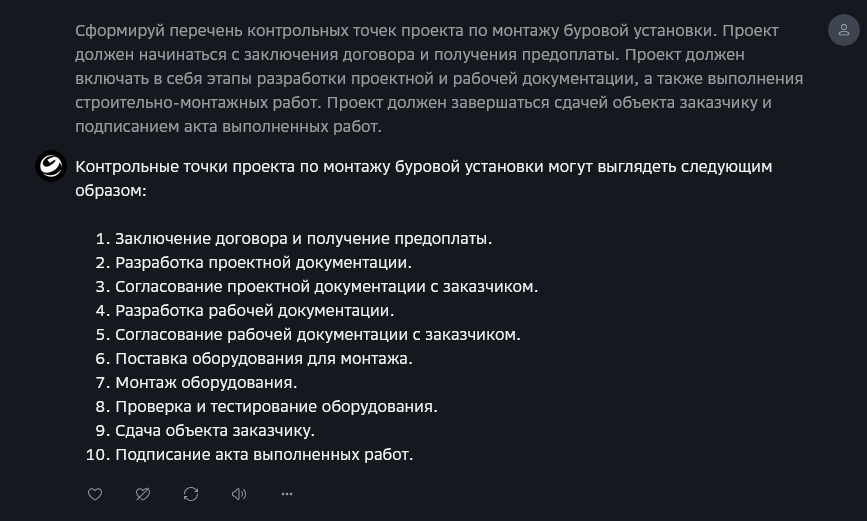 Сформируй перечень контрольных точек проекта по монтажу буровой установки. Проект
должен начинаться с заключения договора и получения предоплаты. Проект должен
включать в себя этапы разработки проектной и рабочей документации, а также выполнения
строительно-монтажных работ. Проект должен завершаться сдачей объекта заказчику и
подписанием акта выполненных работ.
Контрольные точки проекта по монтажу буровой установки могут выглядеть следующим
образом:
1. Заключение договора и получение предоплаты.
2. Разработка проектной документации.
3. Согласование проектной документации с заказчиком.
4. Разработка рабочей документации.
5. Согласование рабочей документации с заказчиком.
6. Поставка оборудования для монтажа.
7. Монтаж оборудования.
8. Проверка и тестирование оборудования.
9. Сдача объекта заказчику.
10. Подписание акта выполненных работ.